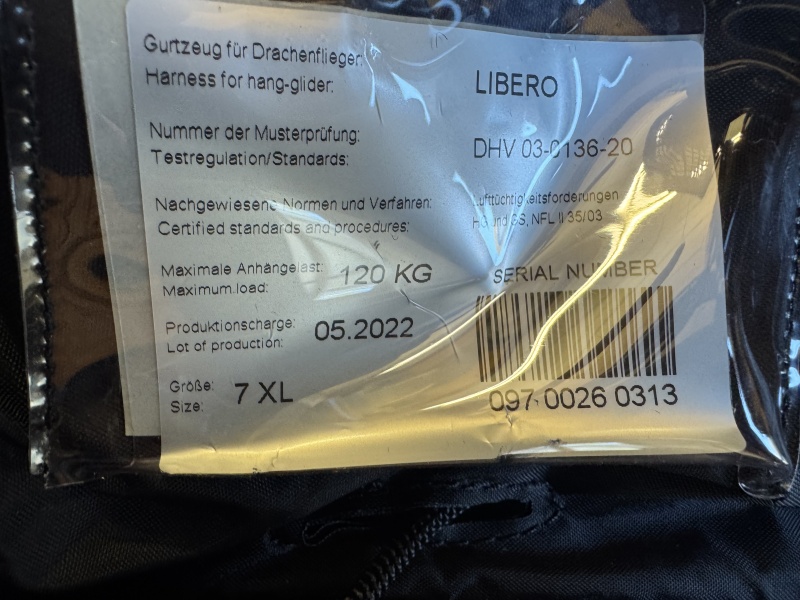 Gurtzeug für Drachenflieger:
Harness for hang-glider:
LIBERO
Nummer der Musterprüfung:
Testregulation/Standards:
DHV 03-0136-20
Nachgewiesene Normen und Verfahren:
Certified standards and procedures:
Lufttüchtigkeitsforderungen
HG und GS, NFL II 35/03
Maximale Anhängelast:
Maximum.load:
120 KG
SERIAL NUMBER
Produktionscharge:
Lot of production:
05.2022
Größe:
Size:
7 XL
097 0026 0313